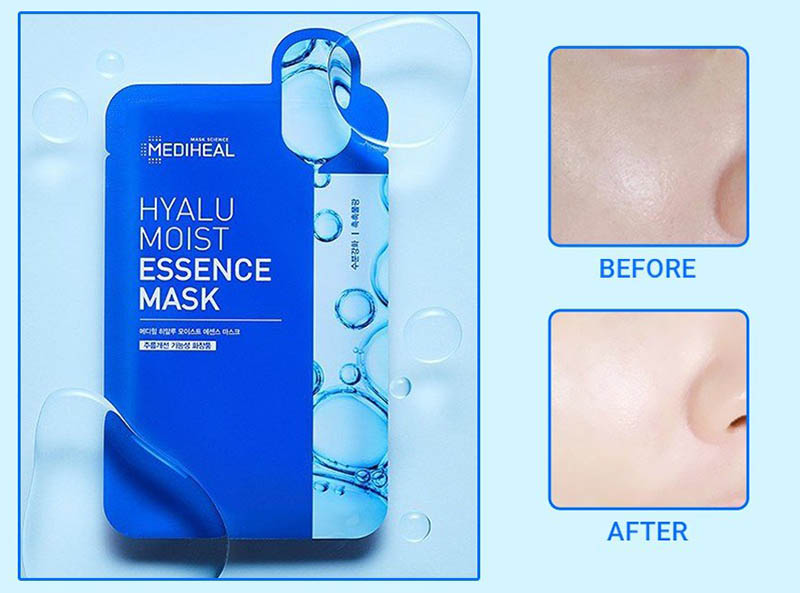 MASK SCIENCE
MEDIHEAL
HYALU
MOIST
ESSENCE
MASK
메디힐 히알루 모이스트 에센스 마스크
주름개선 기능성 화장품
수분강화 | 촉촉물광
BEFORE
AFTER